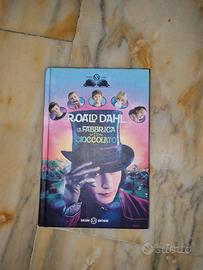 ROALD DAHL
LA FABBRICA
DI
CIOCCOLATO
SALANI EDITORE
Subito